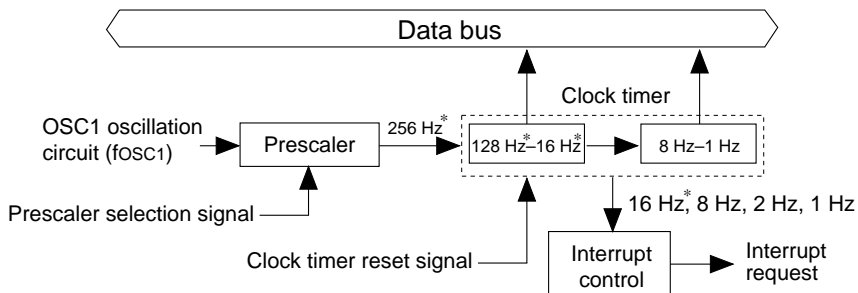 Data bus
Clock timer
OSC1 oscillation
circuit (fOSC1)
Prescaler
256 Hz*
128 Hz*–16 Hz*
8 Hz–1 Hz
Prescaler selection signal
16 Hz*, 8 Hz, 2 Hz, 1 Hz
Clock timer reset signal
Interrupt
control
Interrupt
request